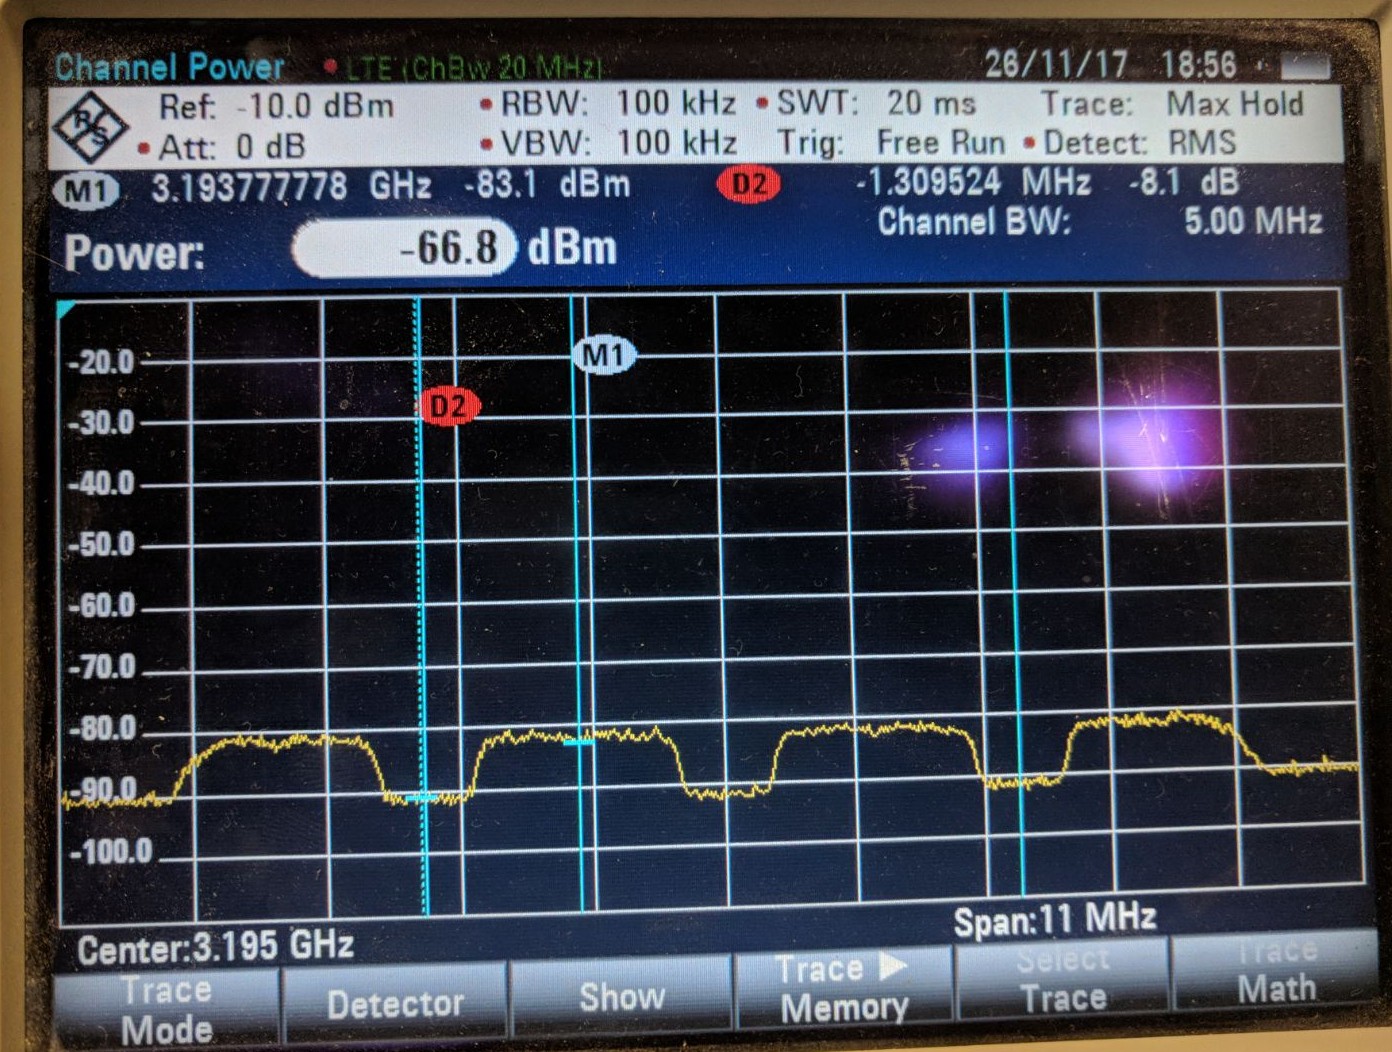 Channel Power • LTE (ChBw 20 MHz) 26/11/17 18:56
R&S Ref: -10.0 dBm • RBW: 100 kHz • SWT: 20 ms Trace: Max Hold
• Att: 0 dB • VBW: 100 kHz Trig: Free Run • Detect: RMS
M1 3.193777778 GHz -83.1 dBm D2 -1.309524 MHz -8.1 dB
Channel BW: 5.00 MHz
Power: -66.8 dBm
M1
-20.0
D2
-30.0
-40.0
-50.0
-60.0
-70.0
-80.0
-90.0
-100.0
Center:3.195 GHz Span:11 MHz
Trace Mode Detector Show Trace ▶ Memory Select Trace Trace Math